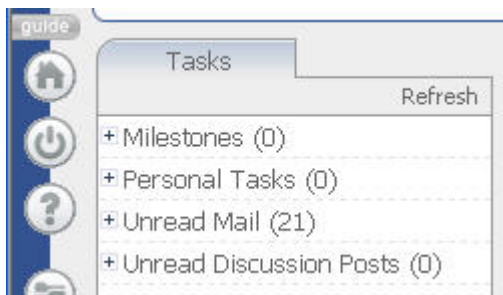 guide
Tasks
Refresh
+ Milestones (0)
+ Personal Tasks (0)
+ Unread Mail (21)
+ Unread Discussion Posts (0)